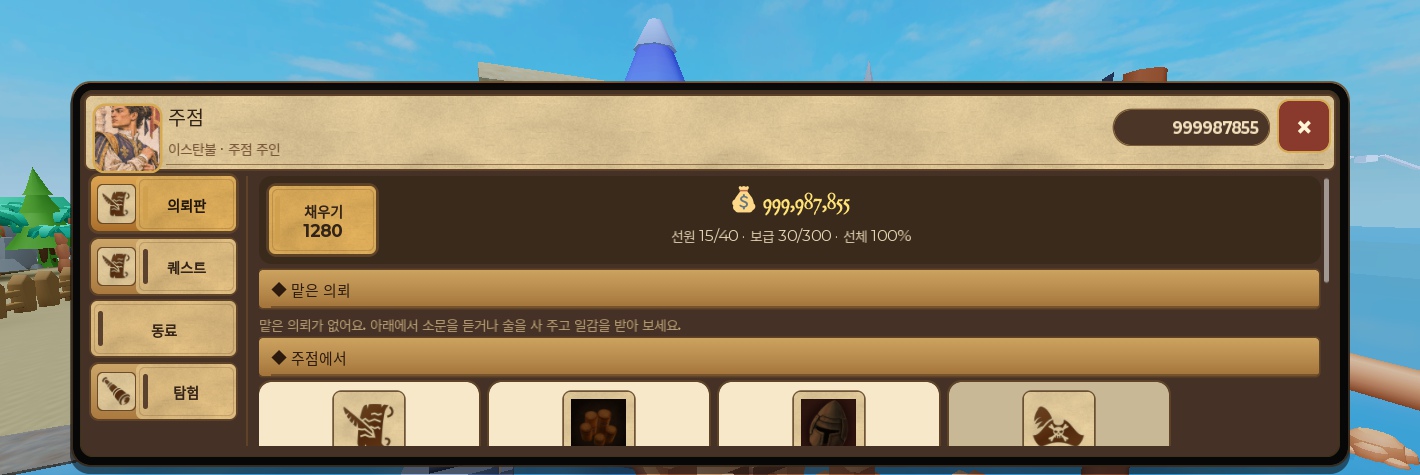 주점
이스탄불 · 주점 주인
999987855
×
의뢰판
퀘스트
동료
탐험
채우기
1280
999,987,855
선원 15/40 · 보급 30/300 · 선체 100%
◆ 맡은 의뢰
맡은 의뢰가 없어요. 아래에서 소문을 듣거나 술을 사 주고 일감을 받아 보세요.
◆ 주점에서